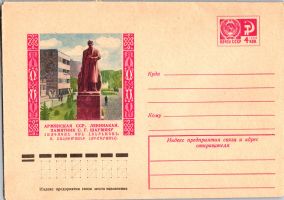 ПОЧТА СССР
4 КОП.
АРМЯНСКАЯ ССР. ЛЕНИНАКАН.
ПАМЯТНИК С. Г. ШАУМЯНУ
Куда
Кому
Индекс предприятия связи и адрес
отправителя
Индекс предприятия связи места назначения